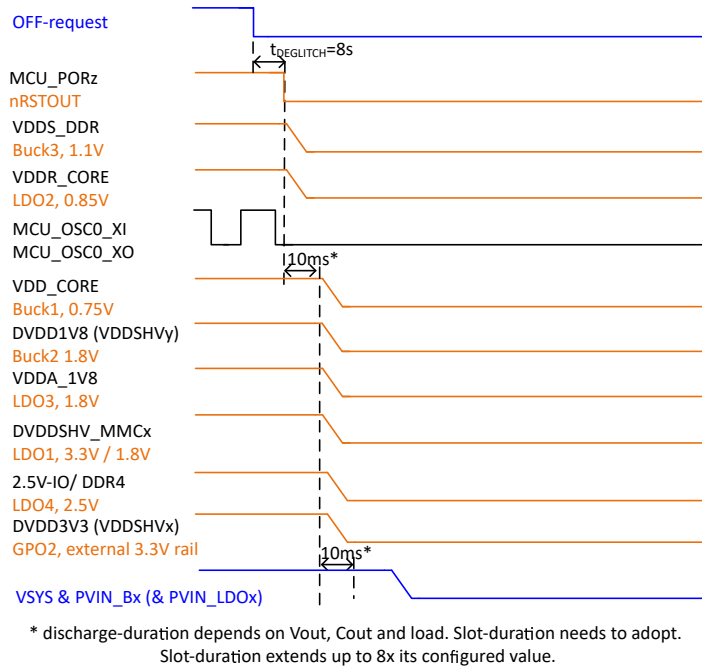 OFF-request
tDEGLITCH=8s
MCU_PORz
nRSTOUT
VDDS_DDR
Buck3, 1.1V
VDDR_CORE
LDO2, 0.85V
MCU_OSC0_XI
MCU_OSC0_XO
10ms*
VDD_CORE
Buck1, 0.75V
DVDD1V8 (VDDSHVy)
Buck2 1.8V
VDDA_1V8
LDO3, 1.8V
DVDDSHV_MMCx
LDO1, 3.3V / 1.8V
2.5V-IO/ DDR4
LDO4, 2.5V
DVDD3V3 (VDDSHVx)
GPO2, external 3.3V rail
10ms*
VSYS & PVIN_Bx (& PVIN_LDOx)
* discharge-duration depends on Vout, Cout and load. Slot-duration needs to adopt.
Slot-duration extends up to 8x its configured value.